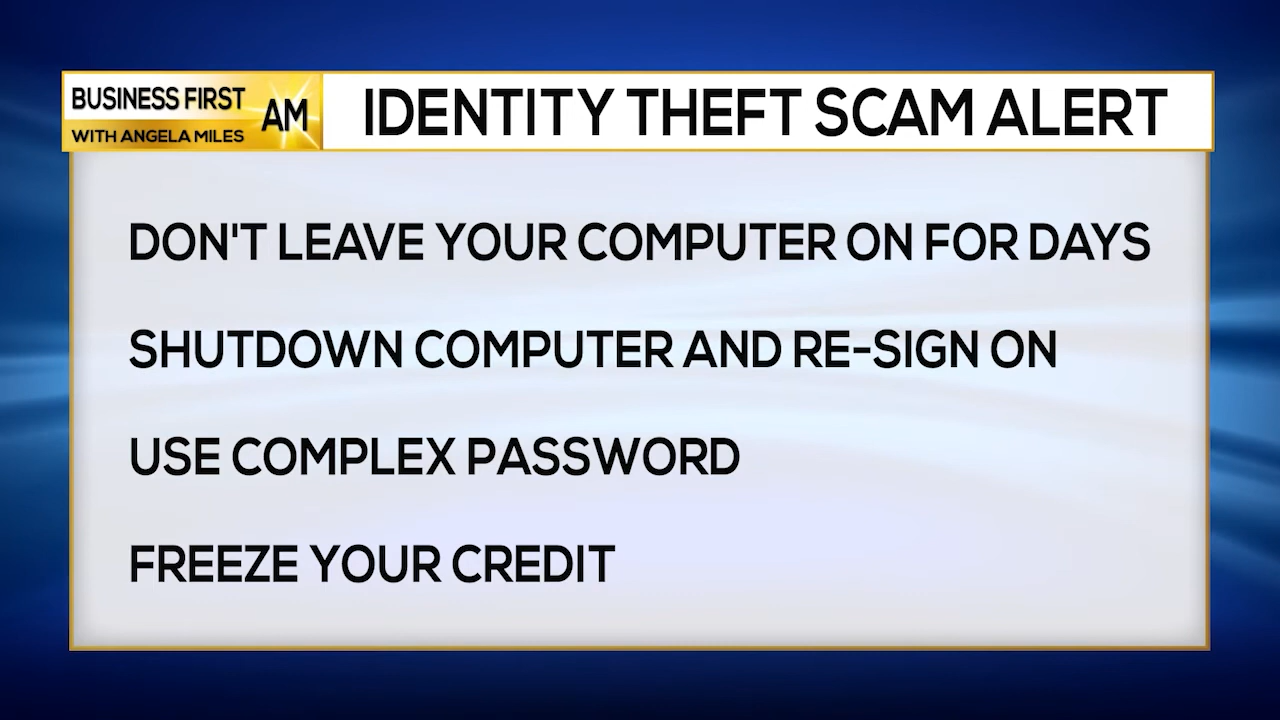 BUSINESS FIRST AM
WITH ANGELA MILES
IDENTITY THEFT SCAM ALERT
DON'T LEAVE YOUR COMPUTER ON FOR DAYS
SHUTDOWN COMPUTER AND RE-SIGN ON
USE COMPLEX PASSWORD
FREEZE YOUR CREDIT